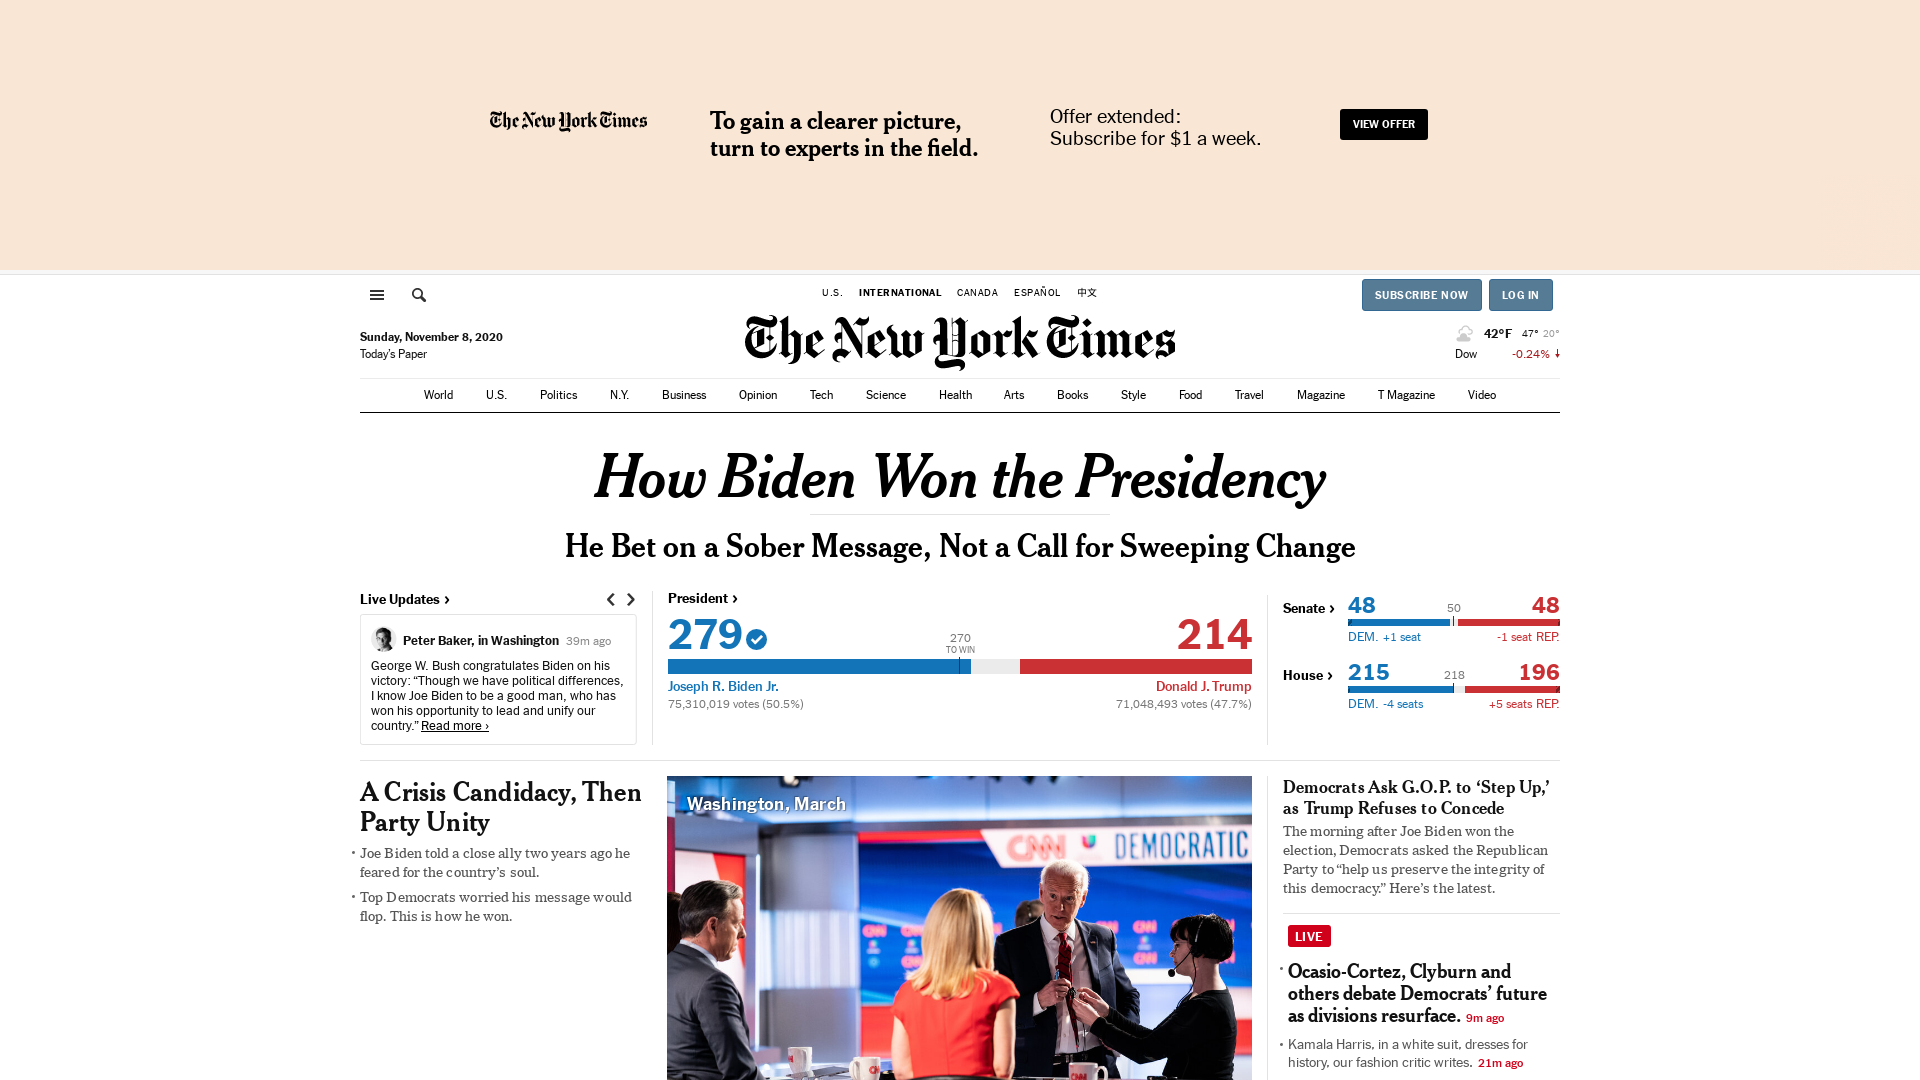 The New York Times
To gain a clearer picture,
turn to experts in the field.
Offer extended:
Subscribe for $1 a week.
VIEW OFFER
U.S. INTERNATIONAL CANADA ESPAÑOL 中文
SUBSCRIBE NOW LOG IN
Sunday, November 8, 2020
Today's Paper
The New York Times
42°F 47° 20°
Dow -0.24%
World U.S. Politics N.Y. Business Opinion Tech Science Health Arts Books Style Food Travel Magazine T Magazine Video
How Biden Won the Presidency
He Bet on a Sober Message, Not a Call for Sweeping Change
Live Updates ›
Peter Baker, in Washington 39m ago
George W. Bush congratulates Biden on his
victory: “Though we have political differences,
I know Joe Biden to be a good man, who has
won his opportunity to lead and unify our
country.” Read more ›
President ›
279 214
270
TO WIN
Joseph R. Biden Jr. Donald J. Trump
75,310,019 votes (50.5%) 71,048,493 votes (47.7%)
Senate › 48 50 48
DEM. +1 seat -1 seat REP.
House › 215 218 196
DEM. -4 seats +5 seats REP.
A Crisis Candidacy, Then
Party Unity
Joe Biden told a close ally two years ago he
feared for the country’s soul.
Top Democrats worried his message would
flop. This is how he won.
Washington, March
CNN DEMOCRATIC
CNN
CNN
CNN
CNN
CNN
Democrats Ask G.O.P. to ‘Step Up,’
as Trump Refuses to Concede
The morning after Joe Biden won the
election, Democrats asked the Republican
Party to “help us preserve the integrity of
this democracy.” Here’s the latest.
LIVE
Ocasio-Cortez, Clyburn and
others debate Democrats’ future
as divisions resurface. 9m ago
Kamala Harris, in a white suit, dresses for
history, our fashion critic writes. 21m ago